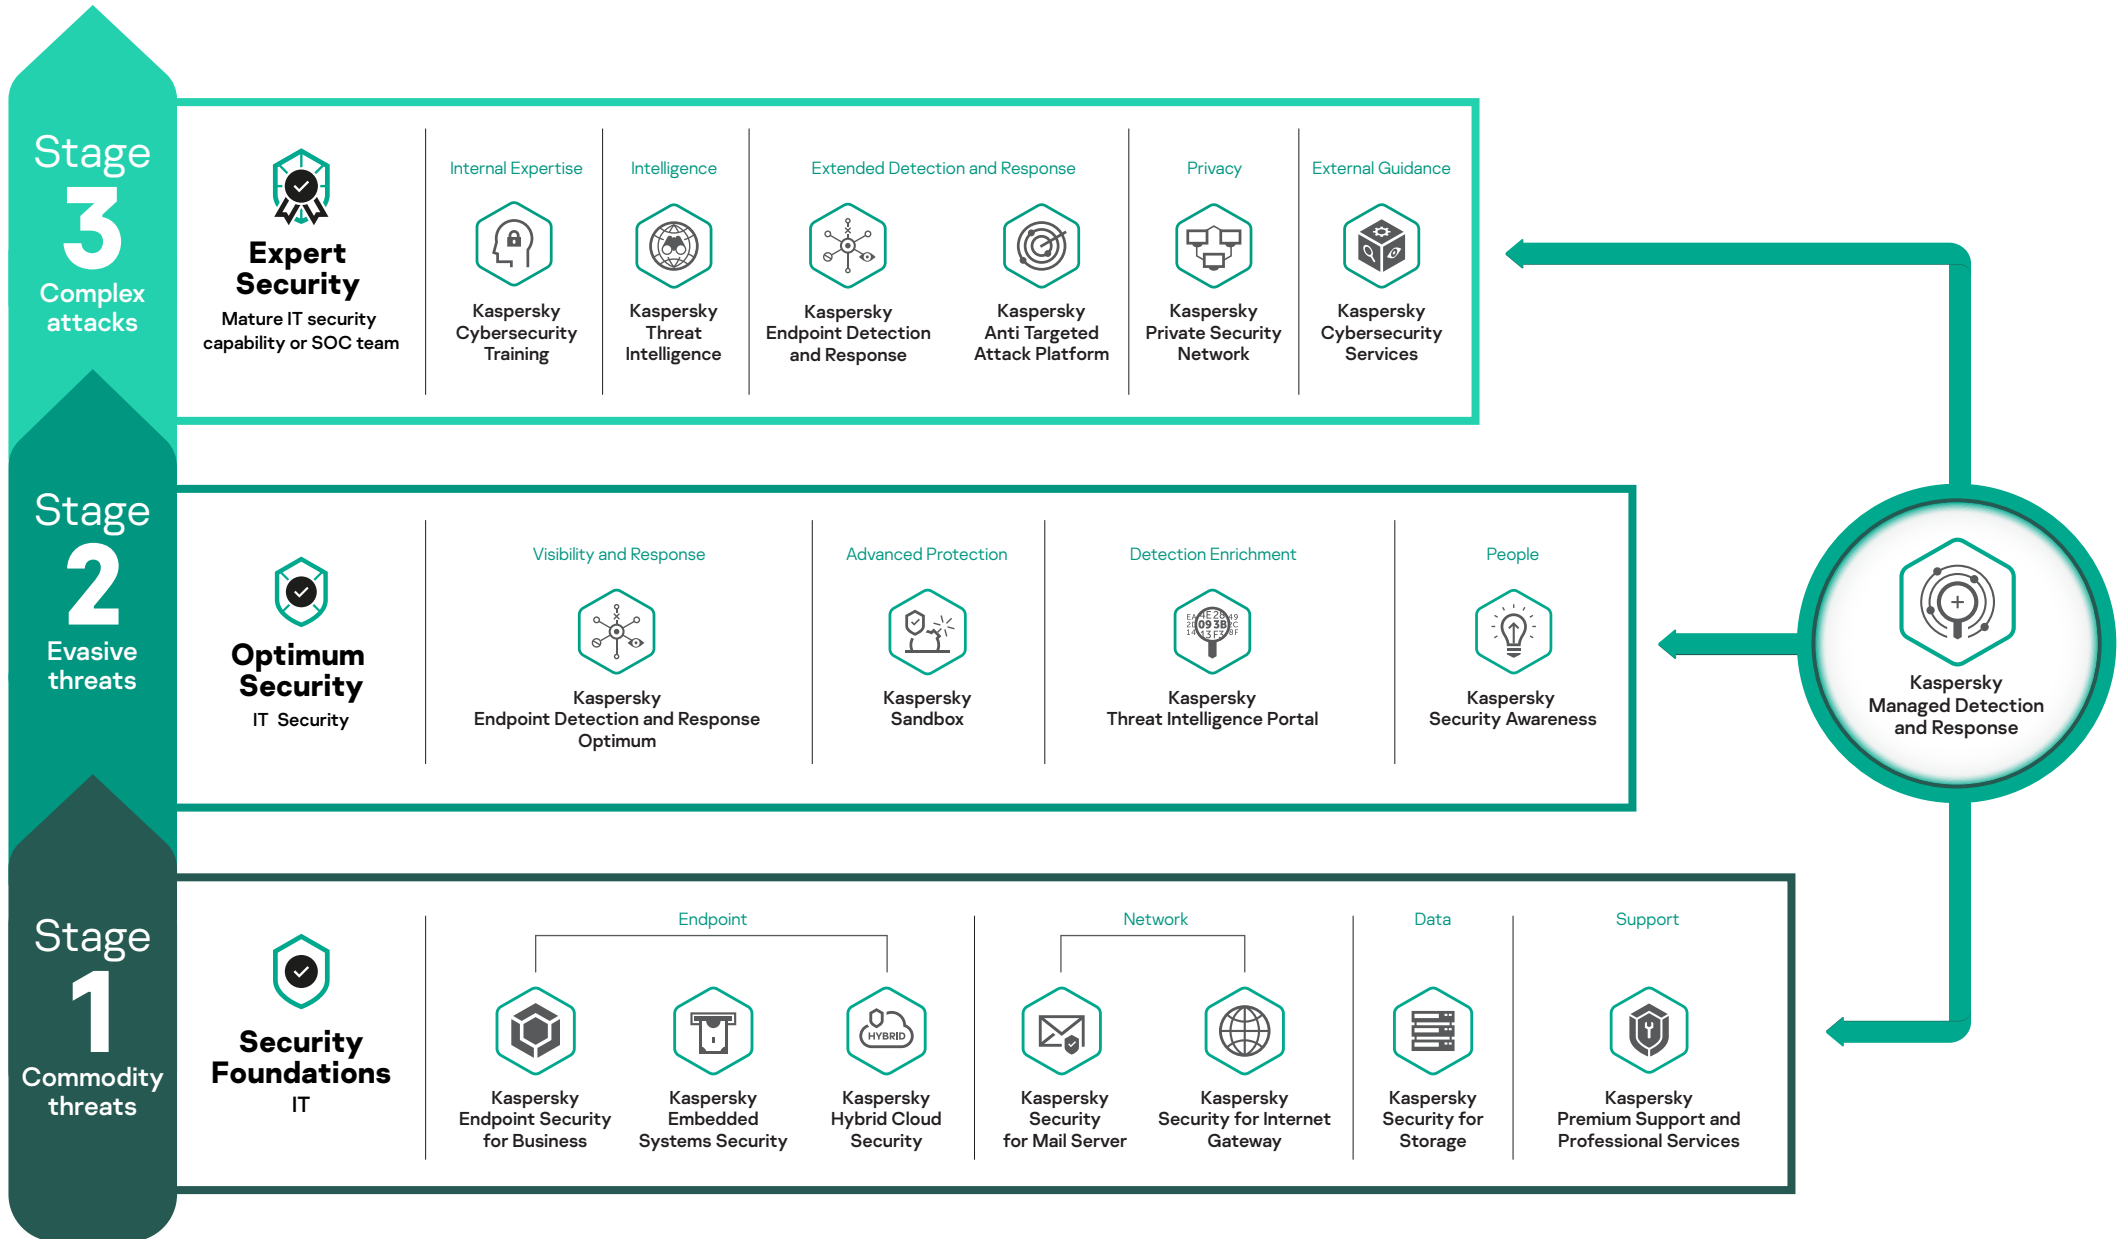 Stage
3
Complex
attacks
Expert
Security
Mature IT security
capability or SOC team
Internal Expertise
Kaspersky
Cybersecurity
Training
Intelligence
Kaspersky
Threat
Intelligence
Extended Detection and Response
Kaspersky
Endpoint Detection
and Response
Kaspersky
Anti Targeted
Attack Platform
Privacy
Kaspersky
Private Security
Network
External Guidance
Kaspersky
Cybersecurity
Services
Stage
2
Evasive
threats
Optimum
Security
IT Security
Visibility and Response
Kaspersky
Endpoint Detection and Response
Optimum
Advanced Protection
Kaspersky
Sandbox
Detection Enrichment
093B
Kaspersky
Threat Intelligence Portal
People
Kaspersky
Security Awareness
Kaspersky
Managed Detection
and Response
Stage
1
Commodity
threats
Security
Foundations
IT
Endpoint
Kaspersky
Endpoint Security
for Business
Kaspersky
Embedded
Systems Security
HYBRID
Kaspersky
Hybrid Cloud
Security
Network
Kaspersky
Security
for Mail Server
Kaspersky
Security for Internet
Gateway
Data
Kaspersky
Security for
Storage
Support
Kaspersky
Premium Support and
Professional Services